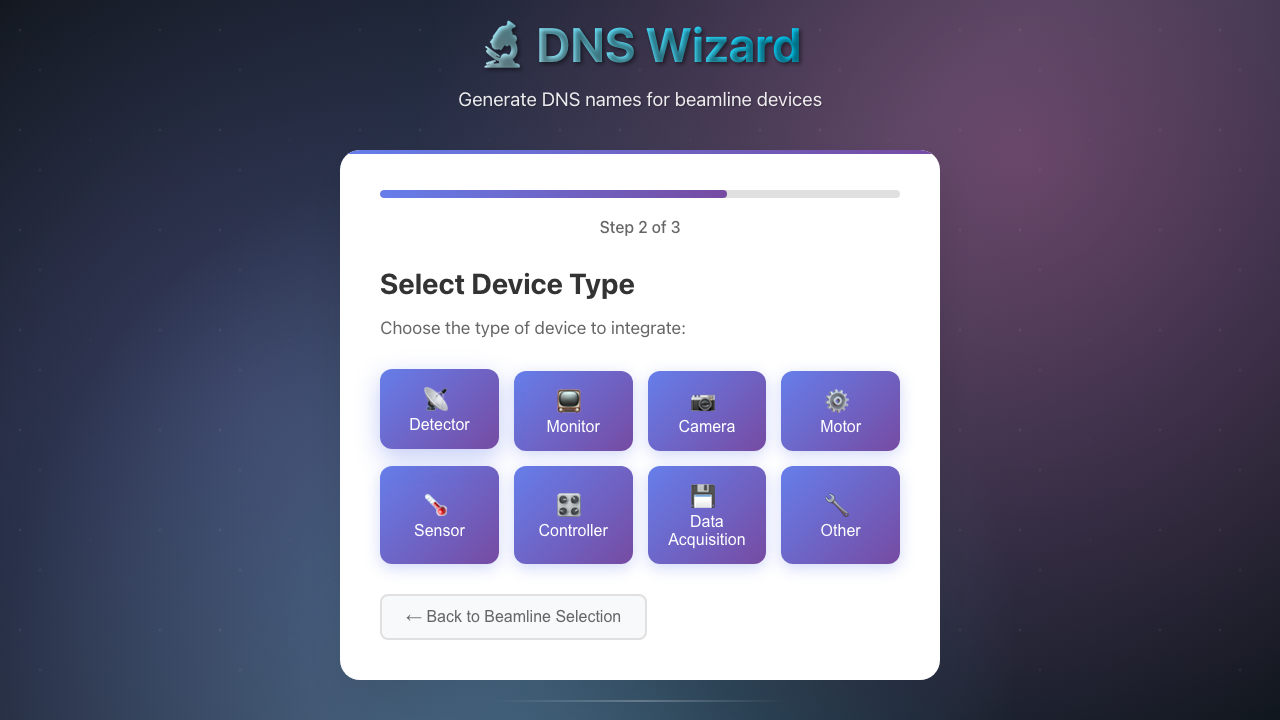 DNS Wizard
Generate DNS names for beamline devices
Step 2 of 3
Select Device Type
Choose the type of device to integrate:
Detector
Monitor
Camera
Motor
Sensor
Controller
Data
Acquisition
Other
← Back to Beamline Selection